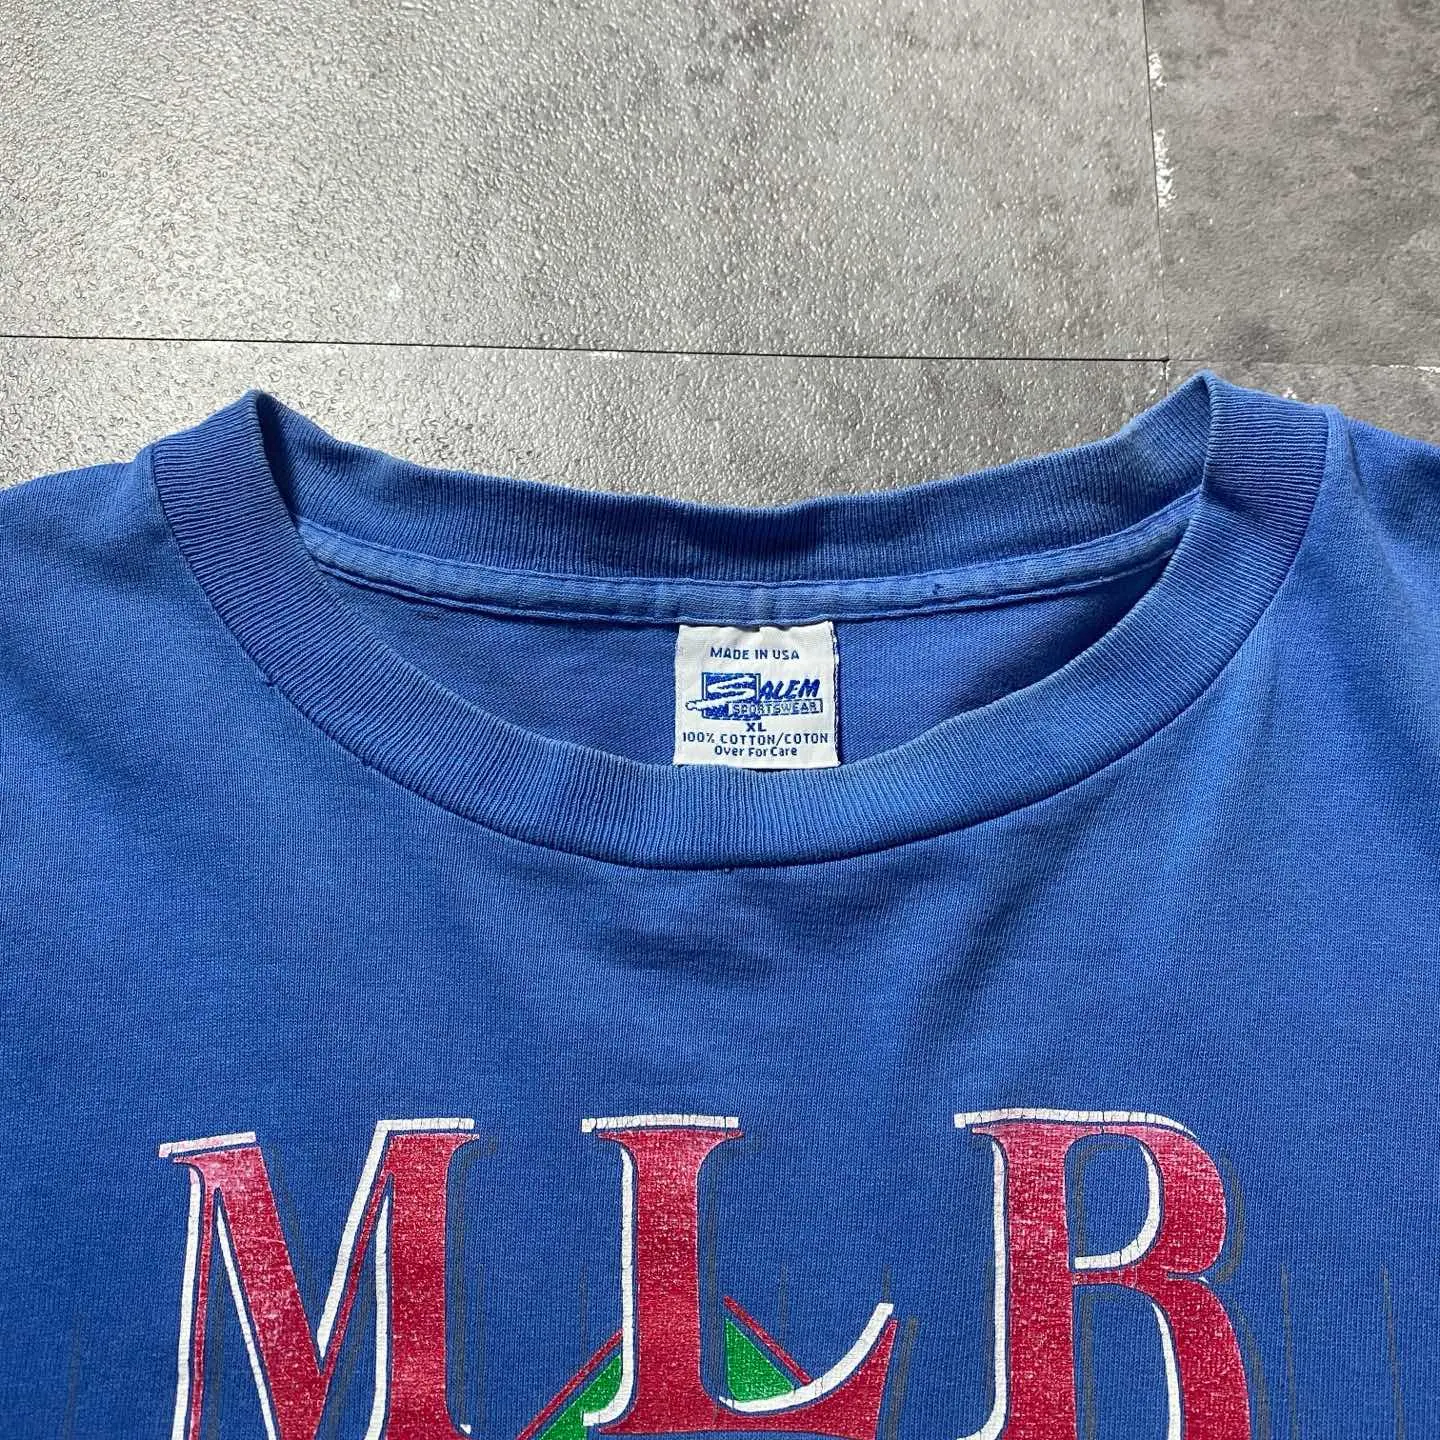 MADE IN USA
SALEM
SPORTSWEAR
XL
100% COTTON/COTON
Over For Care
MLB